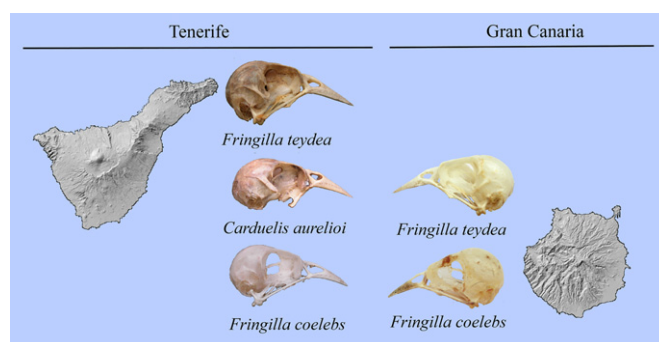 Tenerife
Gran Canaria
Fringilla teydea
Carduelis aurelioi
Fringilla teydea
Fringilla coelebs
Fringilla coelebs